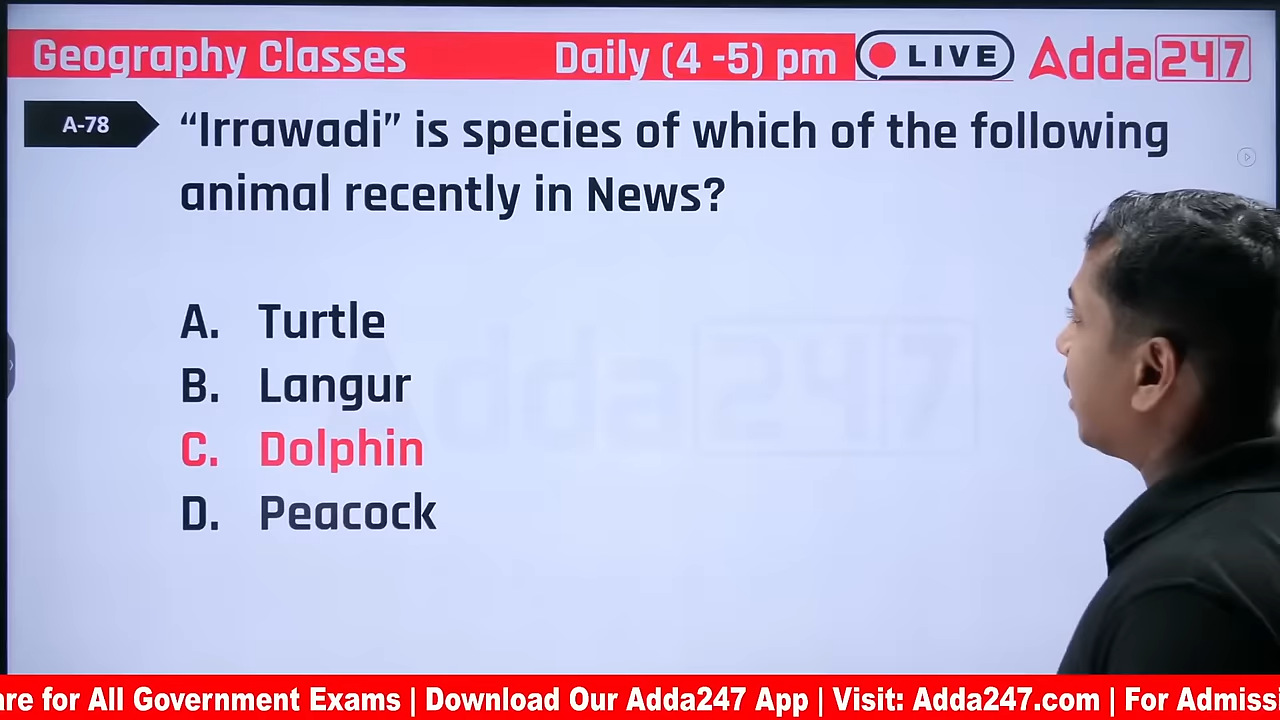 Geography Classes Daily (4 -5) pm LIVE Adda247
A-78 “Irrawadi” is species of which of the following
animal recently in News?
Adda247
A. Turtle
B. Langur
C. Dolphin
D. Peacock
are for All Government Exams | Download Our Adda247 App | Visit: Adda247.com | For Admissi